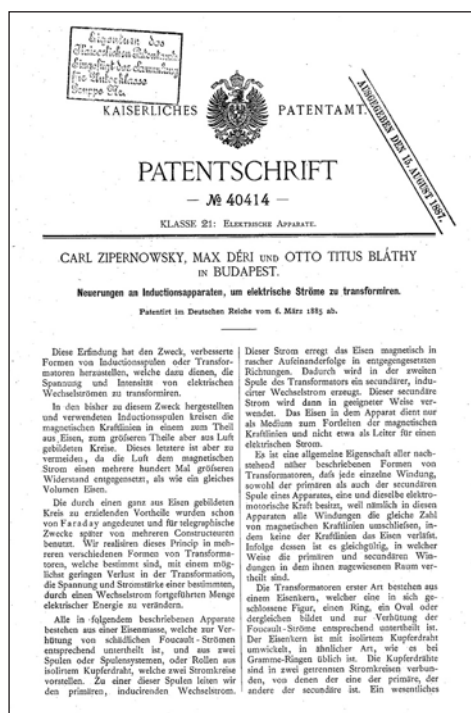 Eigentum des
Kaiserlichen Patentamts
Eingefügt der Sammlung
für Unterklasse
Gruppe Nr.
KAISERLICHES PATENTAMT.
AUSGEGEBEN DEN 15. AUGUST 1887.
PATENTSCHRIFT
— № 40414 —
KLASSE 21: ELEKTRISCHE APPARATE.
CARL ZIPERNOWSKY, MAX DÉRI UND OTTO TITUS BLÁTHY
IN BUDAPEST.
Neuerungen an Inductionsapparaten, um elektrische Ströme zu transformiren.
Patentirt im Deutschen Reiche vom 6. März 1885 ab.
Diese Erfindung hat den Zweck, verbesserte
Formen von Inductionsspulen oder Transfor-
matoren herzustellen, welche dazu dienen, die
Spannung und Intensität von elektrischen
Wechselströmen zu transformiren.
In den bisher zu diesem Zweck hergestellten
und verwendeten Inductionsspulen kreisen die
magnetischen Kraftlinien in einem zum Theil
aus Eisen, zum größeren Theile aber aus Luft
gebildeten Kreise. Dieses letztere ist aber zu
vermeiden, da die Luft dem magnetischen
Strom einen mehrere hundert Mal größeren
Widerstand entgegensetzt, als wie ein gleiches
Volumen Eisen.
Die durch einen ganz aus Eisen gebildeten
Kreis zu erzielenden Vortheile wurden schon
von Faraday angedeutet und für telegraphische
Zwecke später von mehreren Constructeuren
benutzt. Wir realisiren dieses Princip in meh-
reren verschiedenen Formen von Transforma-
toren, welche bestimmt sind, mit einem mög-
lichst geringen Verlust in der Transformation,
die Spannung und Stromstärke einer bestimmten,
durch einen Wechselstrom fortgeführten Menge
elektrischer Energie zu verändern.
Alle in folgendem beschriebenen Apparate
bestehen aus einer Eisenmasse, welche zur Ver-
hütung von schädlichen Foucault-Strömen
entsprechend untertheilt ist, und aus zwei
Spulen oder Spulensystemen, oder Rollen aus
isolirtem Kupferdraht, welche zwei Stromkreise
vorstellen. Zu einer dieser Spulen leiten wir
den primären, inducirenden Wechselstrom.
Dieser Strom erregt das Eisen magnetisch in
rascher Aufeinanderfolge in entgegengesetzten
Richtungen. Dadurch wird in der zweiten
Spule des Transformators ein secundärer, indu-
cirter Wechselstrom erzeugt. Dieser secundäre
Strom wird dann in geeigneter Weise ver-
wendet. Das Eisen in dem Apparat dient nur
als Medium zum Fortleiten der magnetischen
Kraftlinien und nicht etwa als Leiter für einen
elektrischen Strom.
Es ist eine allgemeine Eigenschaft aller nach-
stehend näher beschriebenen Formen von
Transformatoren, daß jede einzelne Windung,
sowohl der primären als auch der secundären
Spule eines Apparates, eine und dieselbe elektro-
motorische Kraft besitzt, weil nämlich in diesen
Apparaten alle Windungen die gleiche Zahl
von magnetischen Kraftlinien umschließen, in-
dem keine der Kraftlinien das Eisen verläßt.
Infolge dessen ist es gleichgültig, in welcher
Weise die primären und secundären Win-
dungen in dem ihnen zugewiesenen Raum ver-
theilt sind.
Die Transformatoren erster Art bestehen aus
einem Eisenkern, welcher eine in sich ge-
schlossene Figur, einen Ring, ein Oval oder
dergleichen bildet und zur Verhütung der
Foucault-Ströme entsprechend untertheilt ist.
Der Eisenkern ist mit isolirtem Kupferdraht
umwickelt, in ähnlicher Art, wie es bei
Gramme-Ringen üblich ist. Die Kupferdrähte
sind in zwei getrennten Stromkreisen verbun-
den, von denen der eine der primäre, der
andere der secundäre ist. Ein wesentliches